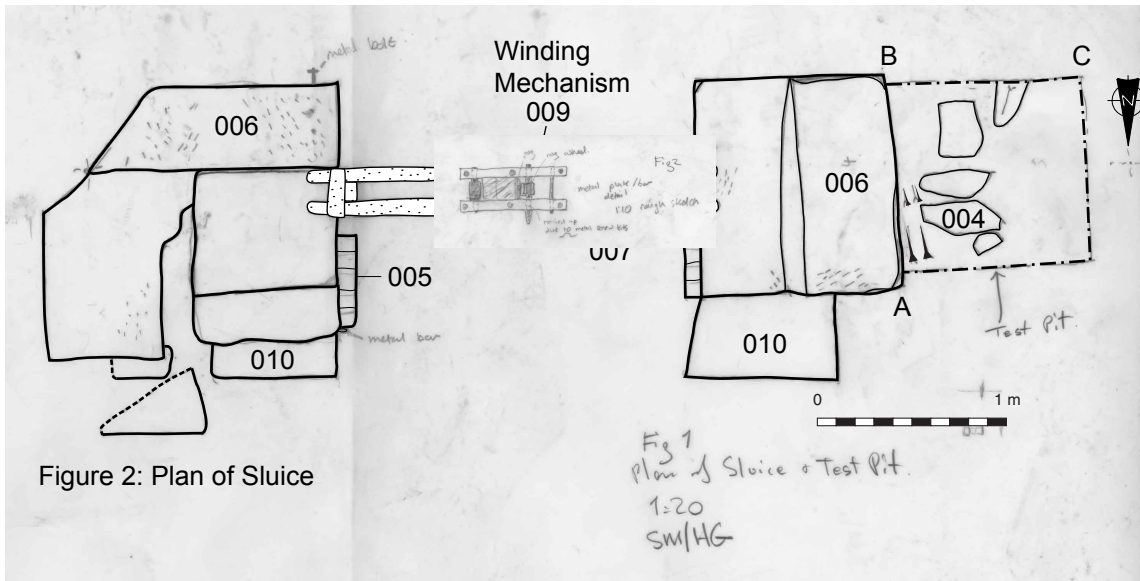 metal bolt
Winding
Mechanism
009
006
005
metal bar
010
Fig 2
metal plate/bar
detail
rough sketch
007
B
C
N
006
004
A
Test Pit.
010
0 1 m
Fig 1
Plan of Sluice & Test Pit.
1:20
SM/HG
Figure 2: Plan of Sluice